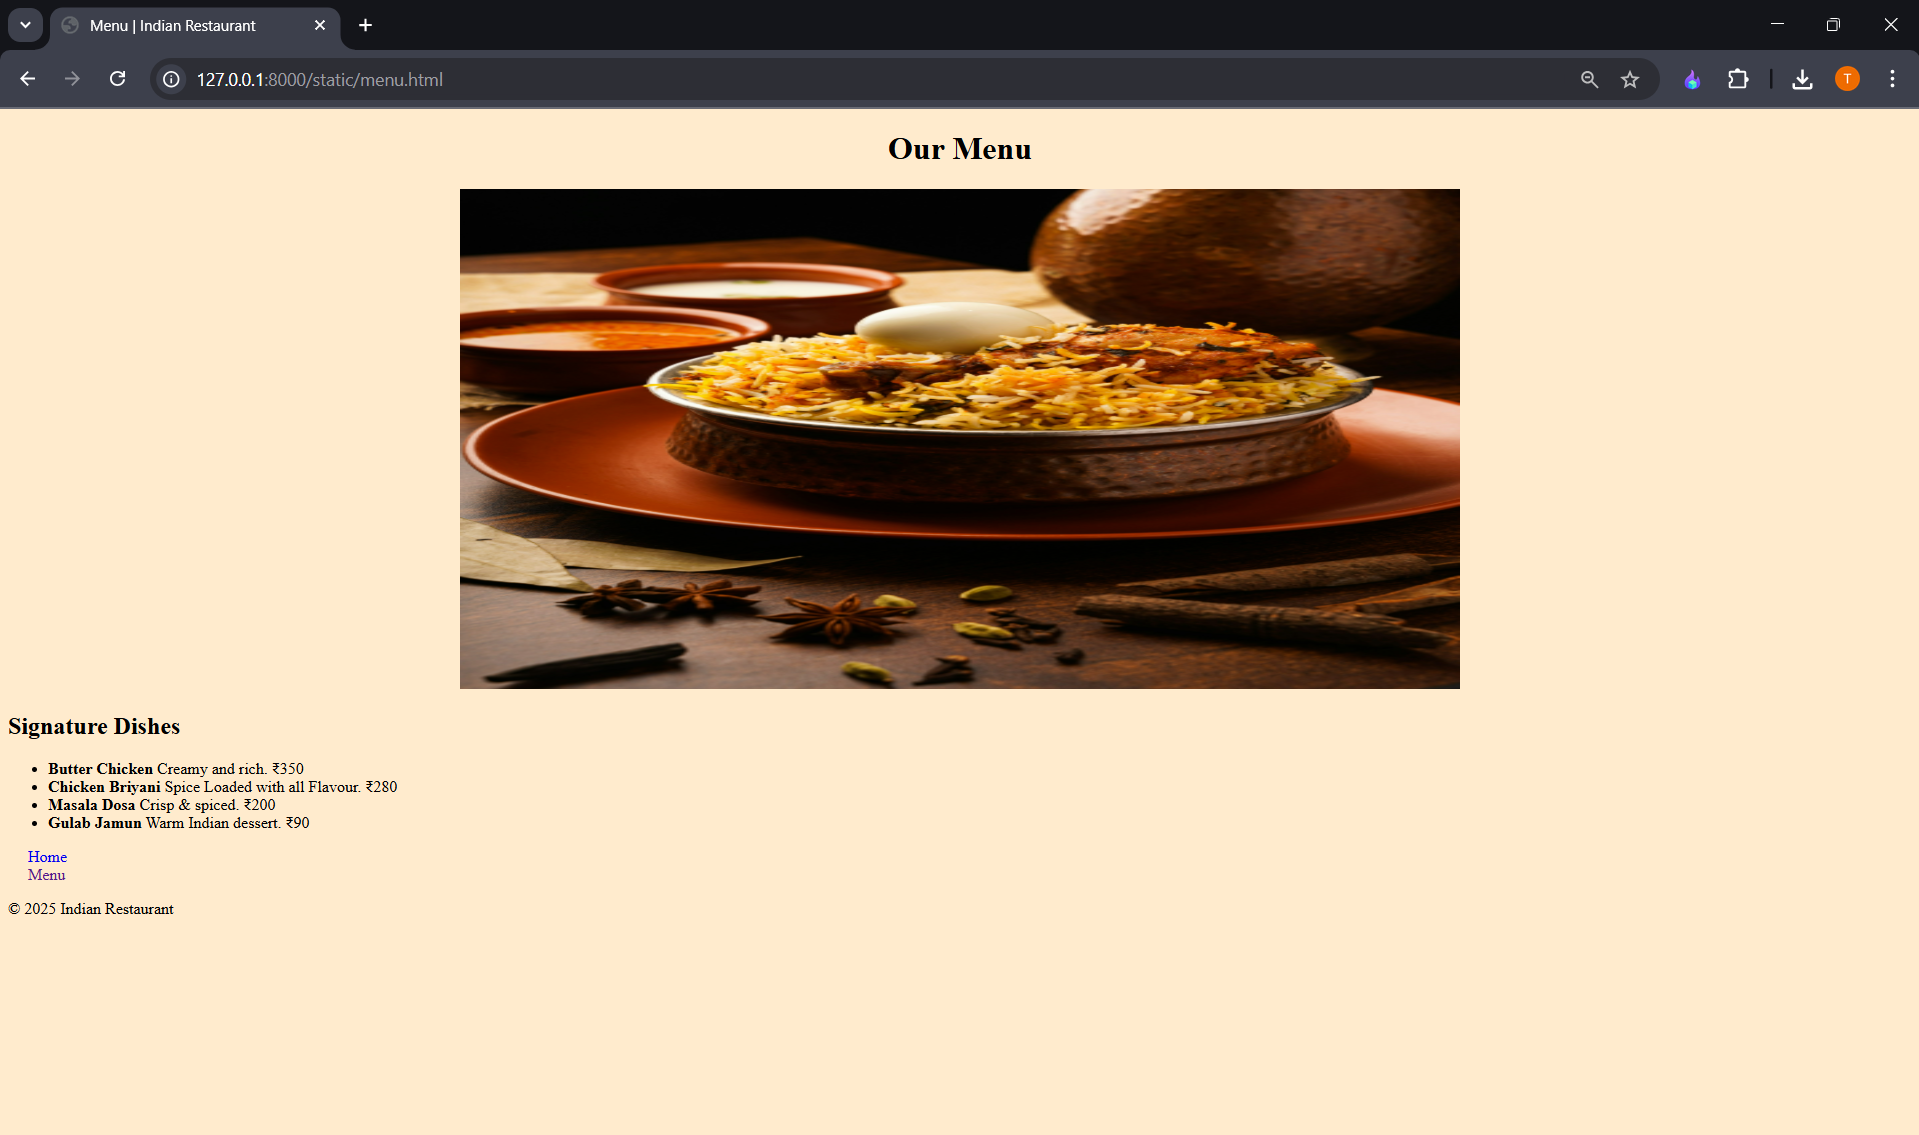 Menu | Indian Restaurant
127.0.0.1:8000/static/menu.html
T
Our Menu
Signature Dishes
• Butter Chicken Creamy and rich. ₹350
• Chicken Briyani Spice Loaded with all Flavour. ₹280
• Masala Dosa Crisp & spiced. ₹200
• Gulab Jamun Warm Indian dessert. ₹90
Home
Menu
© 2025 Indian Restaurant